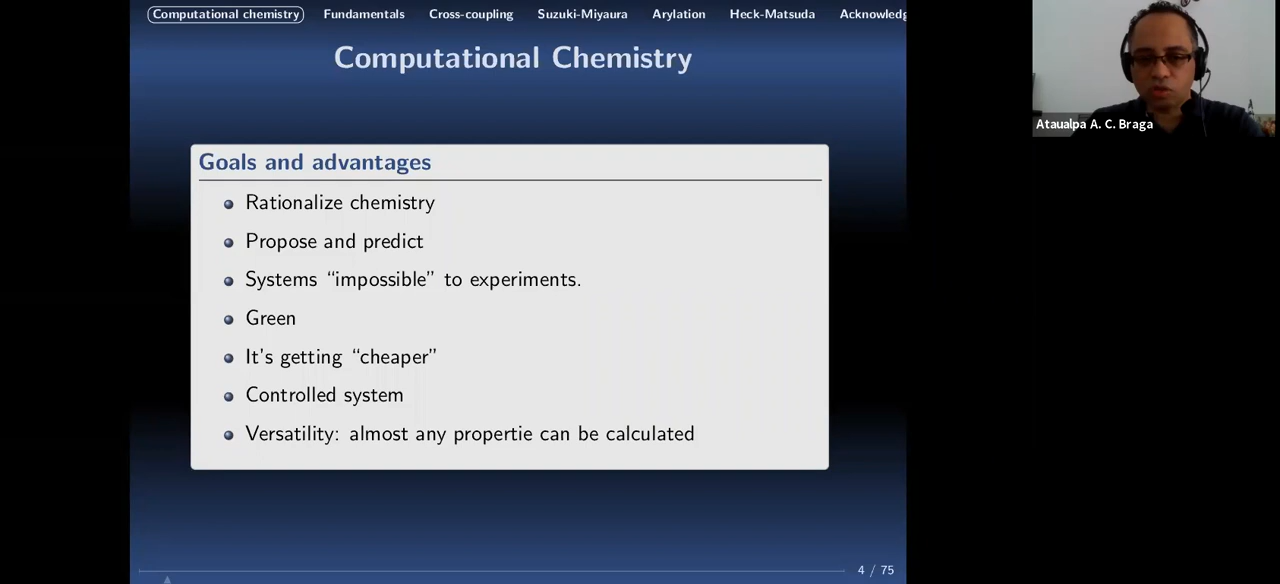 Computational chemistry Fundamentals Cross-coupling Suzuki-Miyaura Arylation Heck-Matsuda Acknowledg
Computational Chemistry
Goals and advantages
Rationalize chemistry
Propose and predict
Systems “impossible” to experiments.
Green
It's getting “cheaper”
Controlled system
Versatility: almost any propertie can be calculated
4 / 75
Ataualpa A. C. Braga